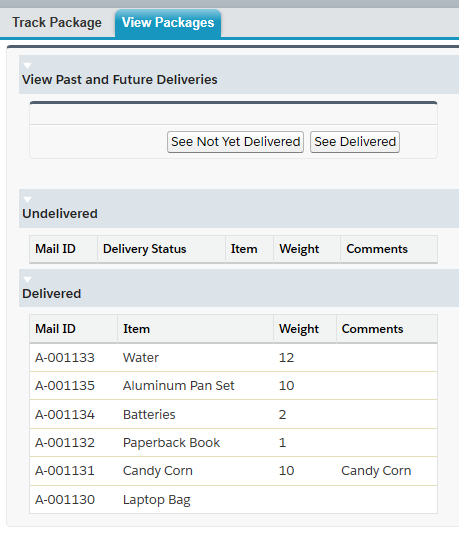 Track Package View Packages
View Past and Future Deliveries
See Not Yet Delivered See Delivered
Undelivered
Mail ID Delivery Status Item Weight Comments
Delivered
Mail ID Item Weight Comments
A-001133 Water 12
A-001135 Aluminum Pan Set 10
A-001134 Batteries 2
A-001132 Paperback Book 1
A-001131 Candy Corn 10 Candy Corn
A-001130 Laptop Bag